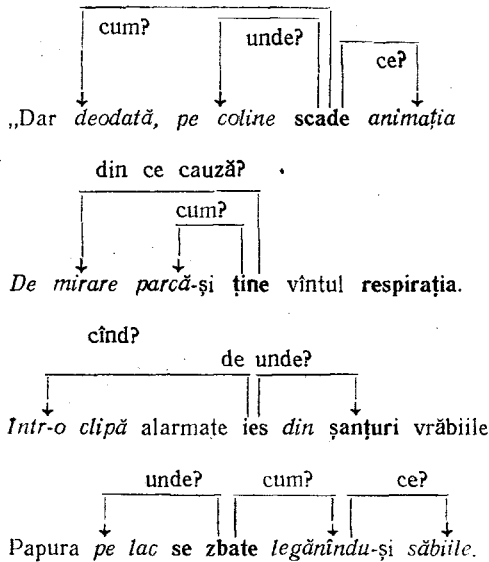 cum?
unde?
ce?
„Dar deodată, pe coline scade animația
din ce cauză?
cum?
De mirare parcă-și ține vîntul respirația.
cînd?
de unde?
Intr-o clipă alarmate ies din șanțuri vrăbiile
unde? cum? ce?
Papura pe lac se zbate legănîndu-și săbiile.